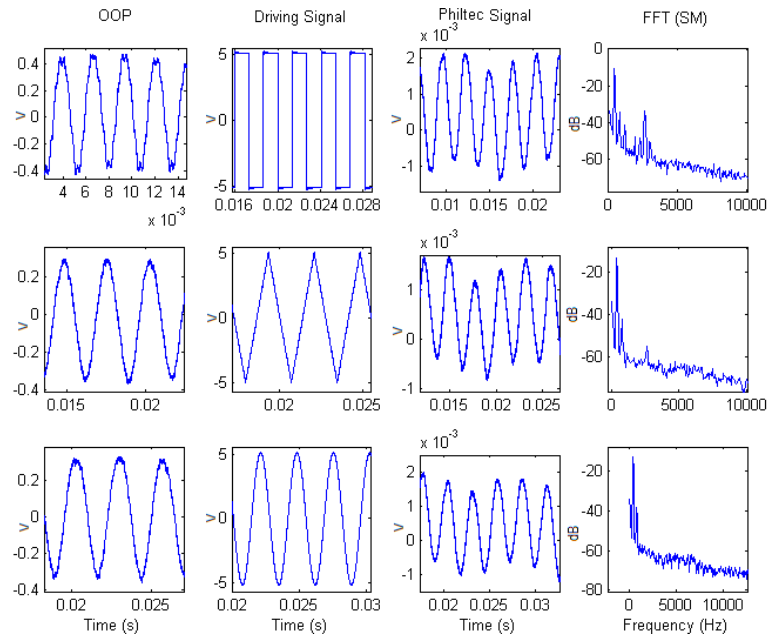 OOP Driving Signal Philtec Signal FFT (SM)
x 10^-3
V
0.4
0.2
0
-0.2
-0.4
4 6 8 10 12 14
x 10^-3
V
5
0
-5
0.016 0.02 0.024 0.028
V
2
1
0
-1
0.01 0.015 0.02
dB
0
-20
-40
-60
0 5000 10000
V
0.2
0
-0.2
-0.4
0.015 0.02
V
5
0
-5
0.02 0.025
x 10^-3
V
1
0
-1
0.01 0.015 0.02 0.025
dB
-20
-40
-60
0 5000 10000
V
0.2
0
-0.2
-0.4
0.02 0.025
Time (s)
V
5
0
-5
0.02 0.02 0.03
Time (s)
x 10^-3
V
2
1
0
-1
0.02 0.025 0.03
Time (s)
dB
-20
-40
-60
-80
0 5000 10000
Frequency (Hz)